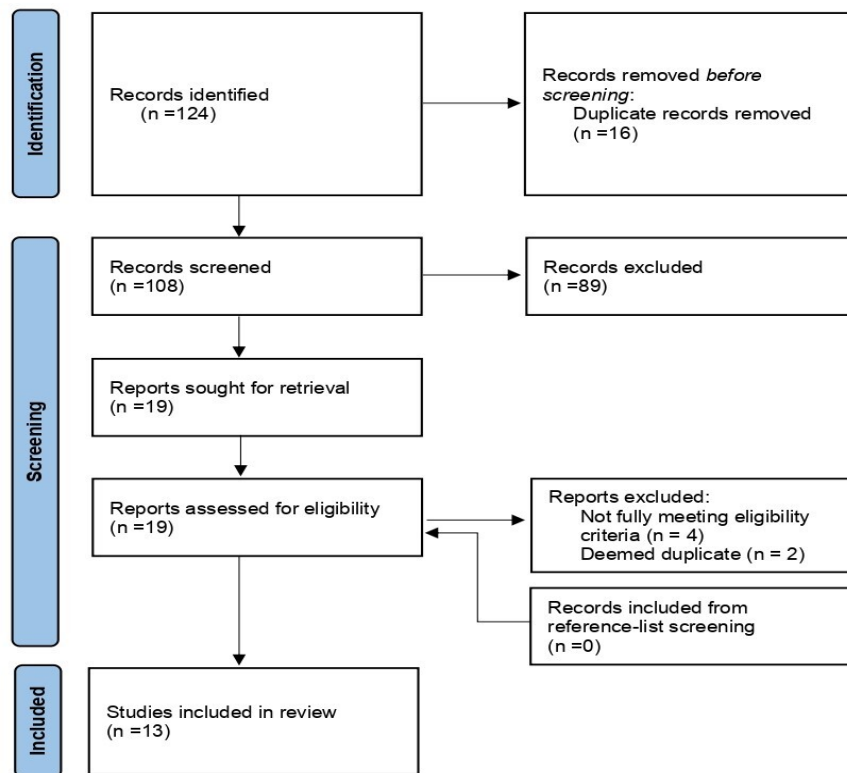 Identification
Records identified
(n =124)
Records removed before
screening:
Duplicate records removed
(n =16)
Screening
Records screened
(n =108)
Records excluded
(n =89)
Reports sought for retrieval
(n =19)
Reports assessed for eligibility
(n =19)
Reports excluded:
Not fully meeting eligibility
criteria (n = 4)
Deemed duplicate (n = 2)
Records included from
reference-list screening
(n =0)
Included
Studies included in review
(n =13)